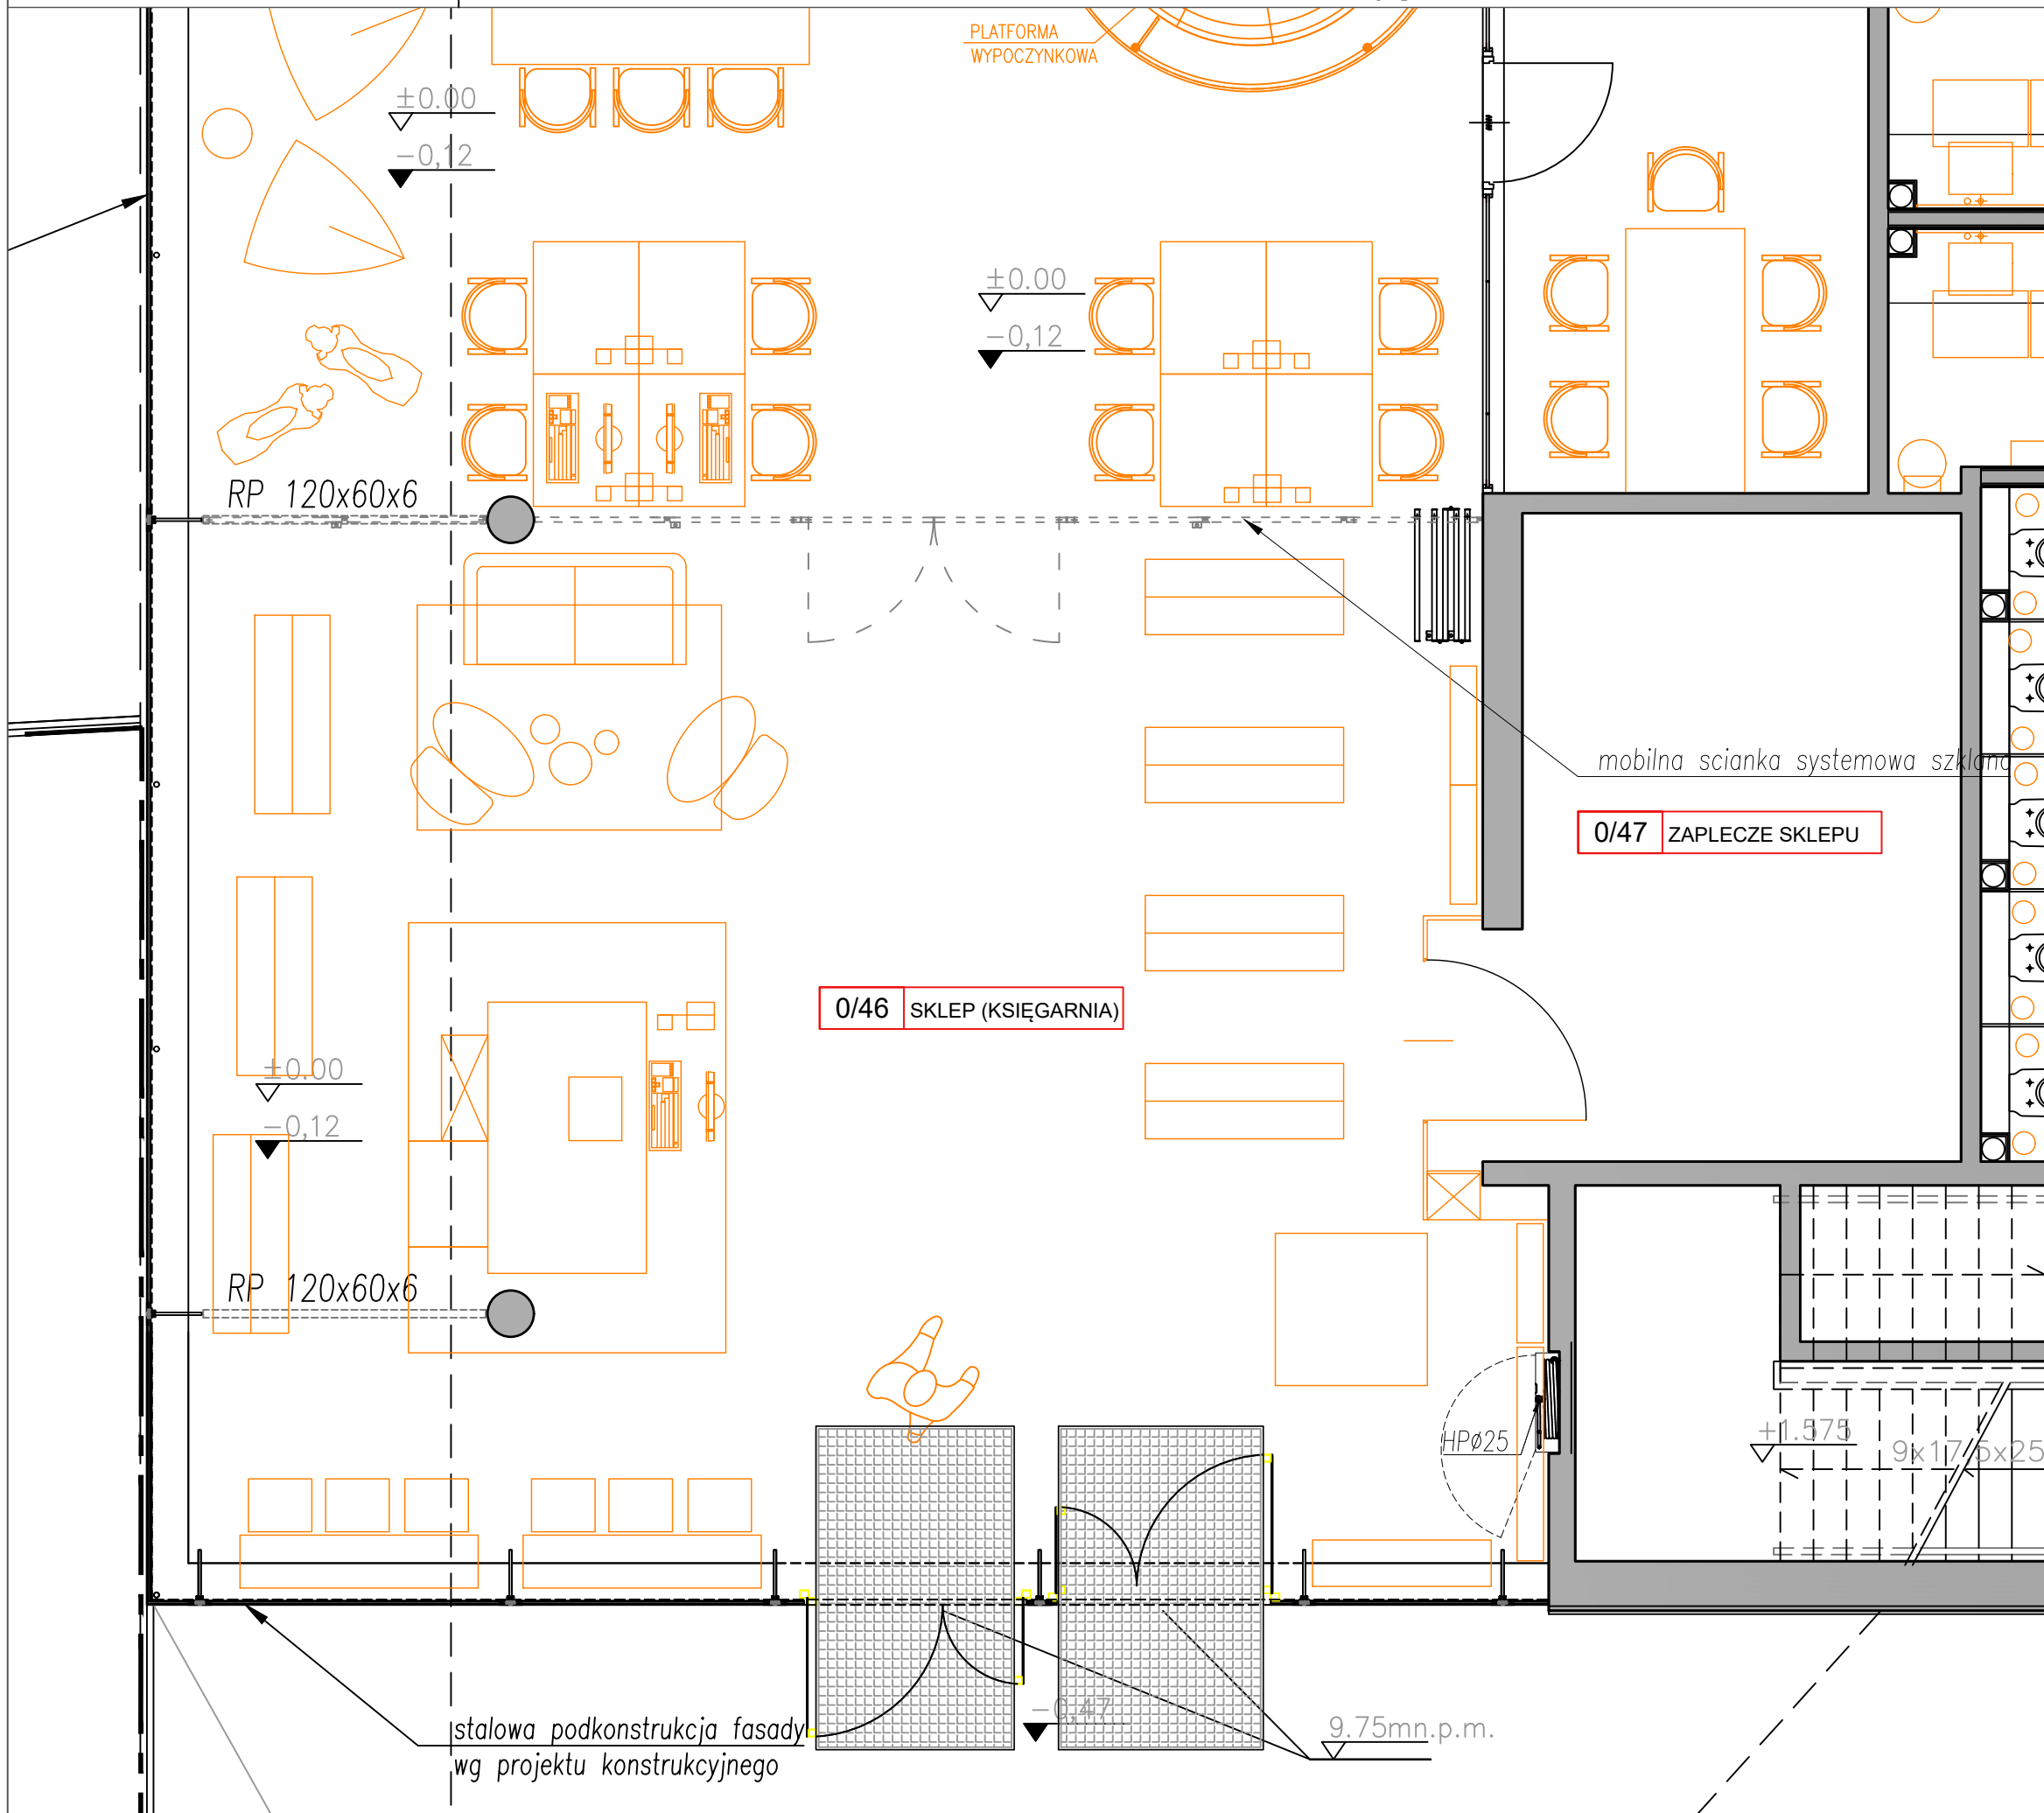 PLATFORMA
WYPOCZYNKOWA
±0.00
-0,12
±0.00
-0,12
RP 120x60x6
mobilna scianka systemowa szklana
0/47 ZAPLECZE SKLEPU
0/46 SKLEP (KSIĘGARNIA)
±0.00
-0,12
RP 120x60x6
HPø25
+1.575
9x17,5x25
-0,47
9.75mn.p.m.
stalowa podkonstrukcja fasady
wg projektu konstrukcyjnego